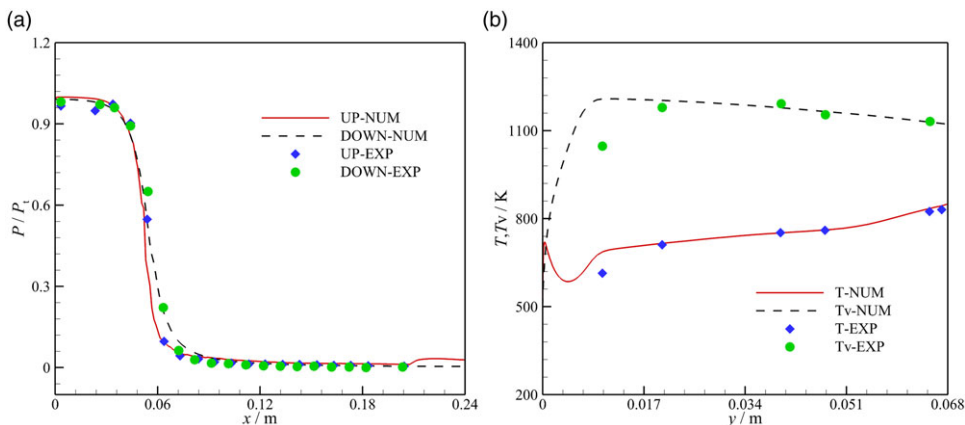 (a)
1.2
0.9
0.6
0.3
0
P / Pt
UP-NUM
DOWN-NUM
UP-EXP
DOWN-EXP
0
0.06
0.12
0.18
0.24
x / m
(b)
1400
1100
800
500
200
T,Tv / K
T-NUM
Tv-NUM
T-EXP
Tv-EXP
0
0.017
0.034
0.051
0.068
y / m